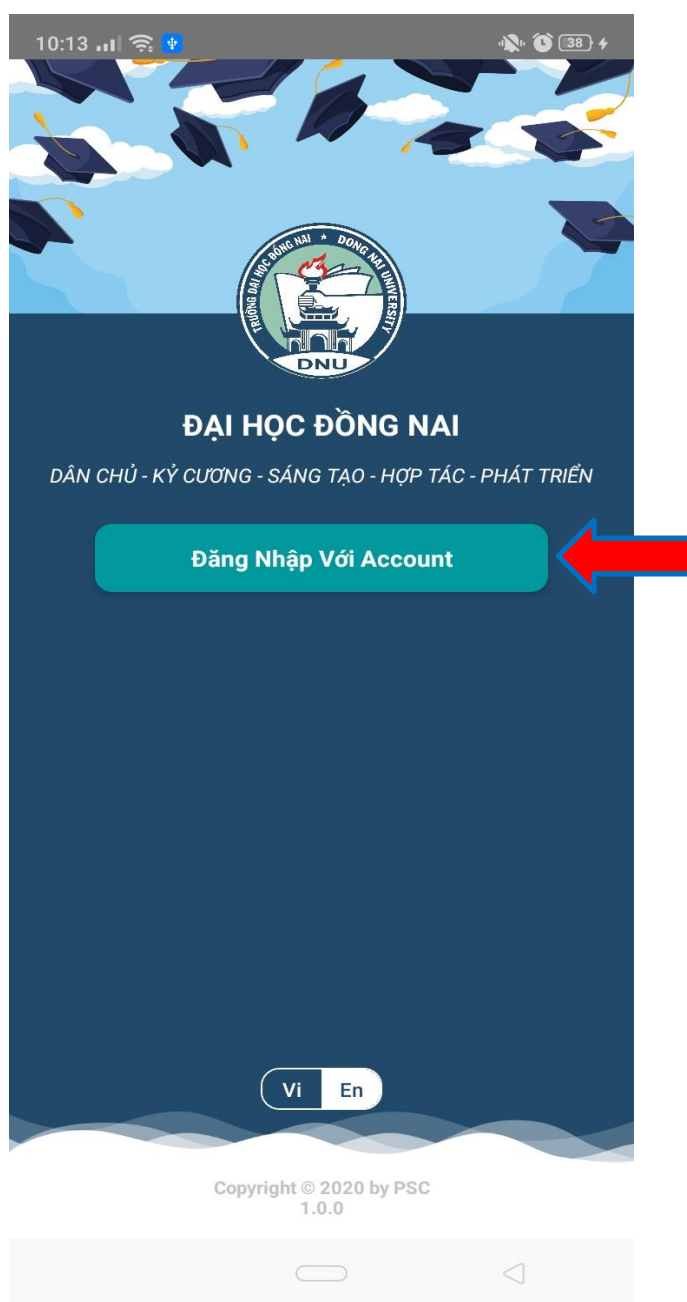 10:13
38
TRƯỜNG ĐẠI HỌC ĐỒNG NAI ★ DONG NAI UNIVERSITY
DNU
ĐẠI HỌC ĐỒNG NAI
DÂN CHỦ - KỶ CƯƠNG - SÁNG TẠO - HỢP TÁC - PHÁT TRIỂN
Đăng Nhập Với Account
Vi En
Copyright © 2020 by PSC
1.0.0